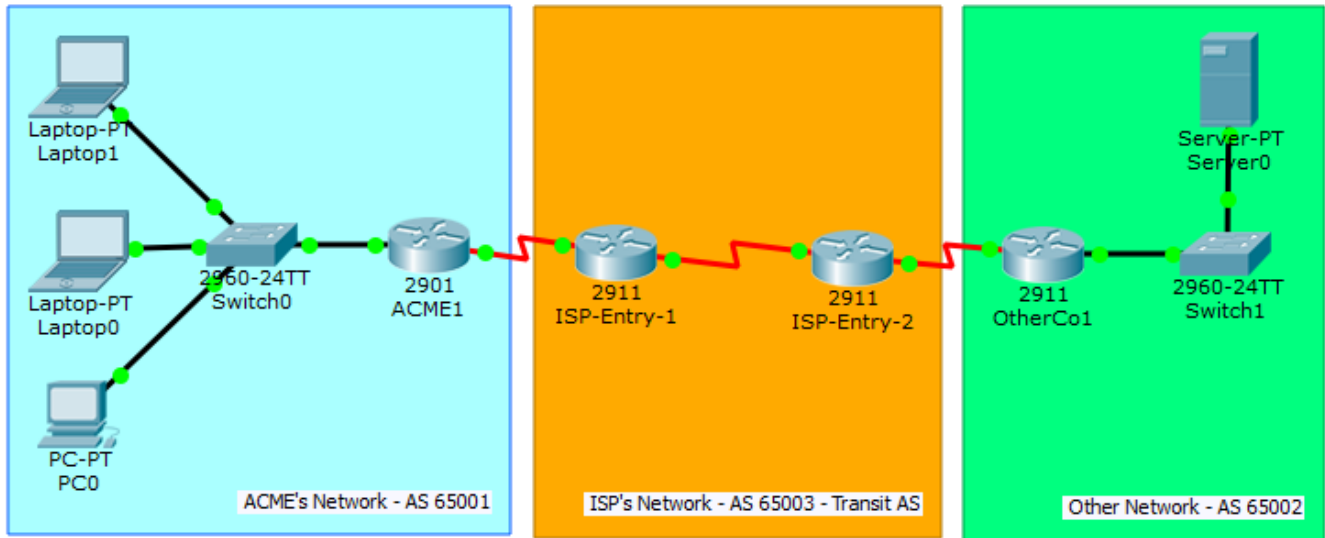 Laptop-PT
Laptop1
Laptop-PT
Laptop0
PC-PT
PC0
2960-24TT
Switch0
2901
ACME1
ACME's Network - AS 65001
2911
ISP-Entry-1
2911
ISP-Entry-2
ISP's Network - AS 65003 - Transit AS
Server-PT
Server0
2911
OtherCo1
2960-24TT
Switch1
Other Network - AS 65002